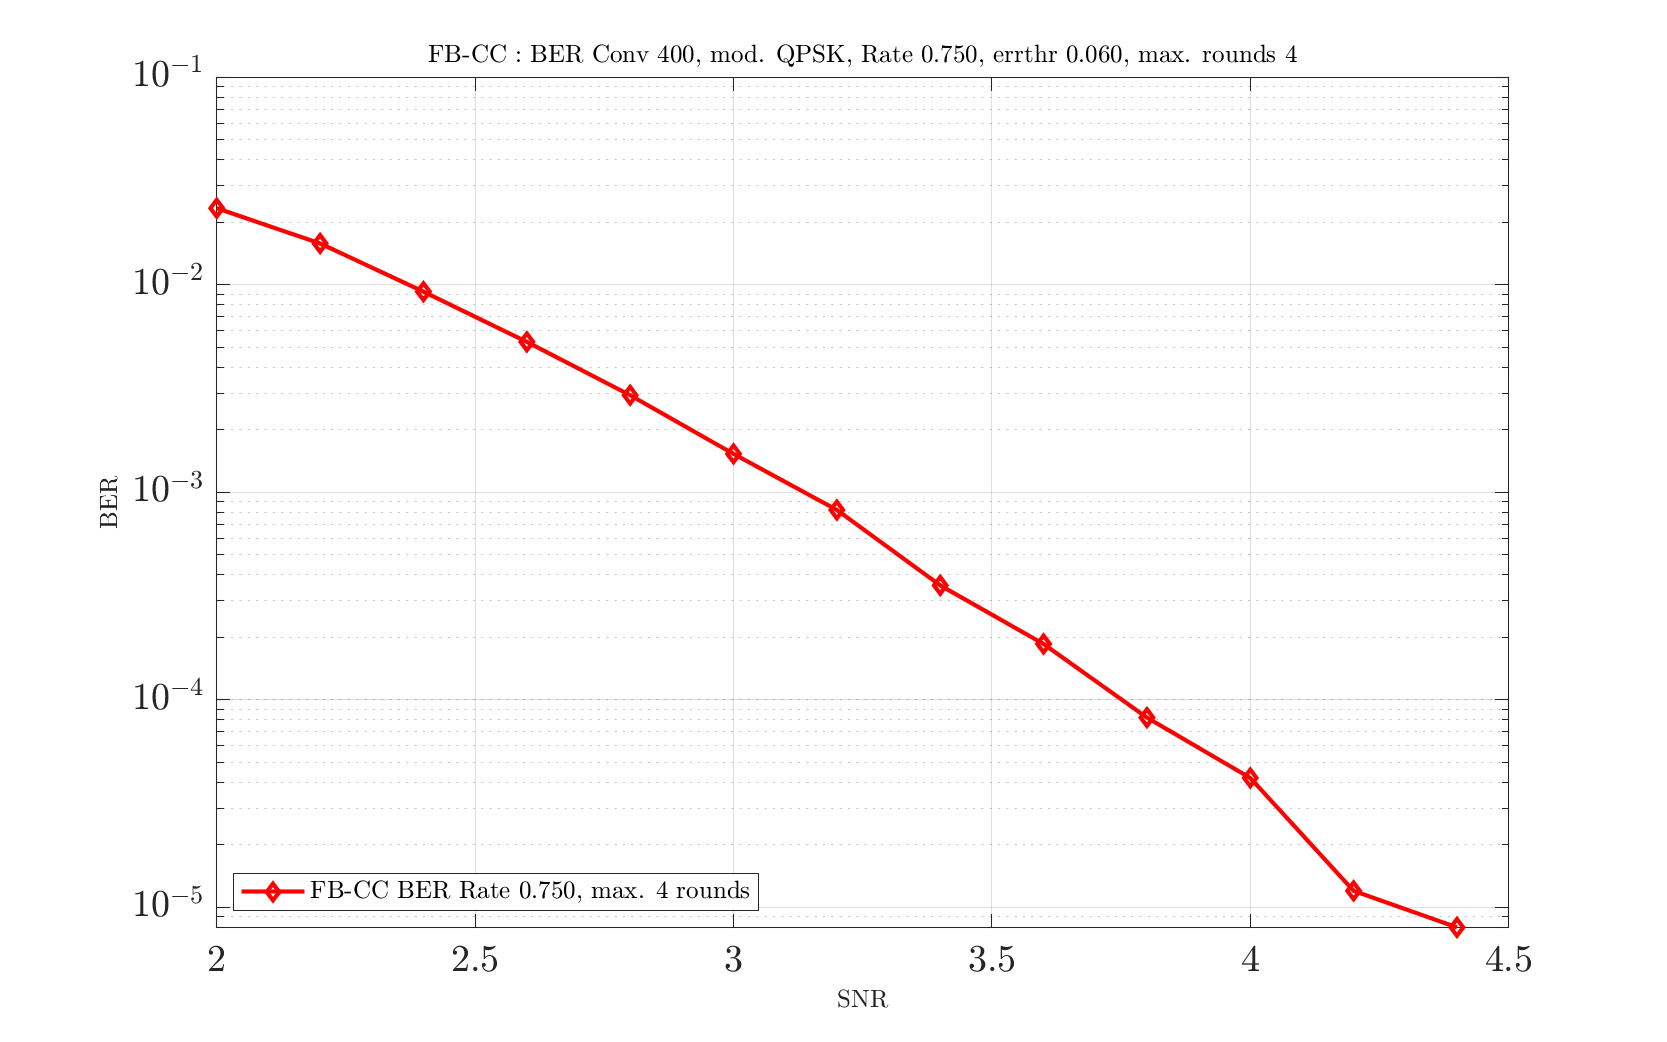 FB-CC : BER Conv 400, mod. QPSK, Rate 0.750, errthr 0.060, max. rounds 4
10^{-1}
10^{-2}
10^{-3}
10^{-4}
10^{-5}
BER
FB-CC BER Rate 0.750, max. 4 rounds
2 2.5 3 3.5 4 4.5
SNR